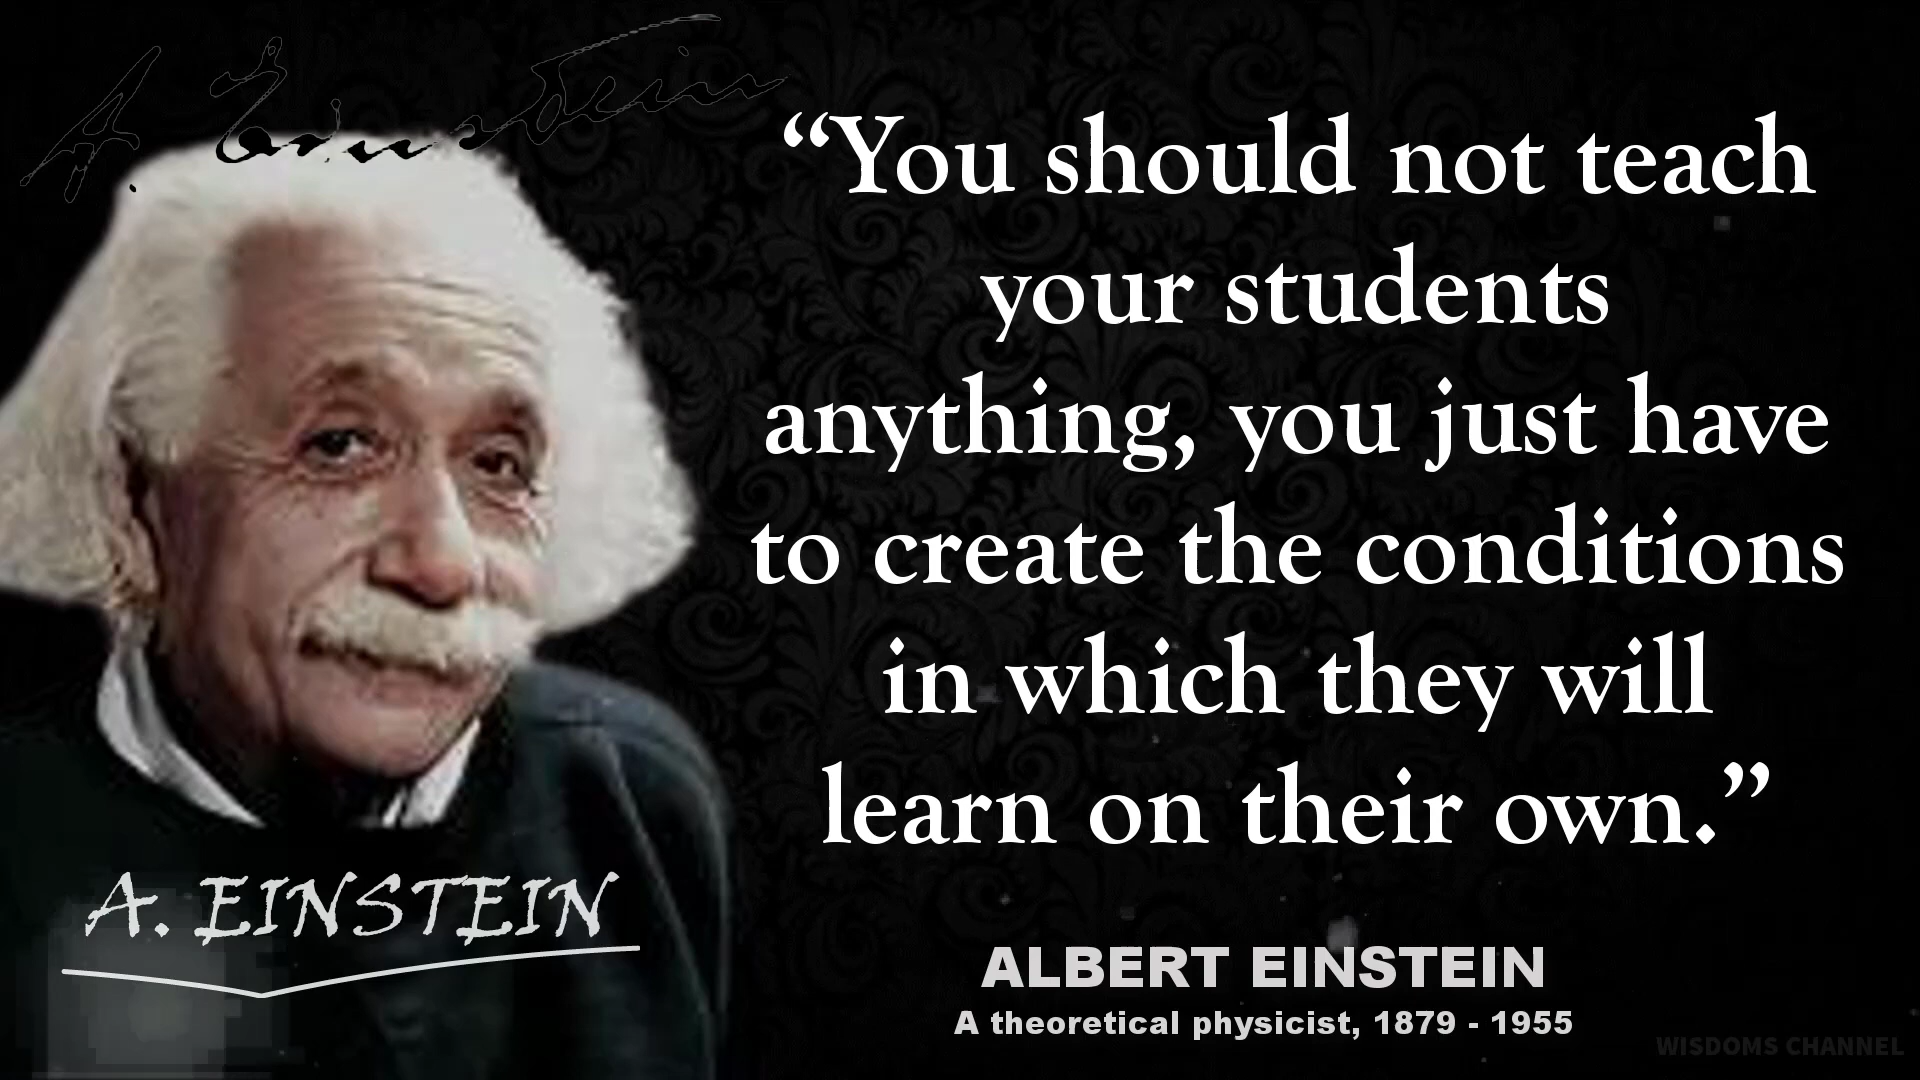 A. Einstein
“You should not teach
your students
anything, you just have
to create the conditions
in which they will
learn on their own.”
A. EINSTEIN
ALBERT EINSTEIN
A theoretical physicist, 1879 - 1955
WISDOMS CHANNEL